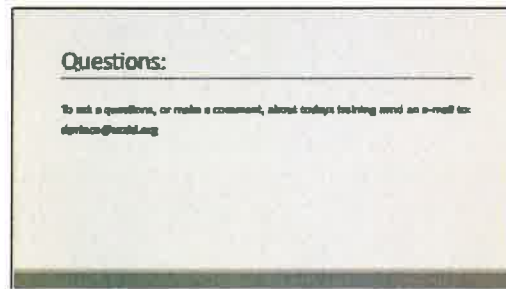 Questions:
To ask a questions, or make a comment, about todays training send an e-mail to: